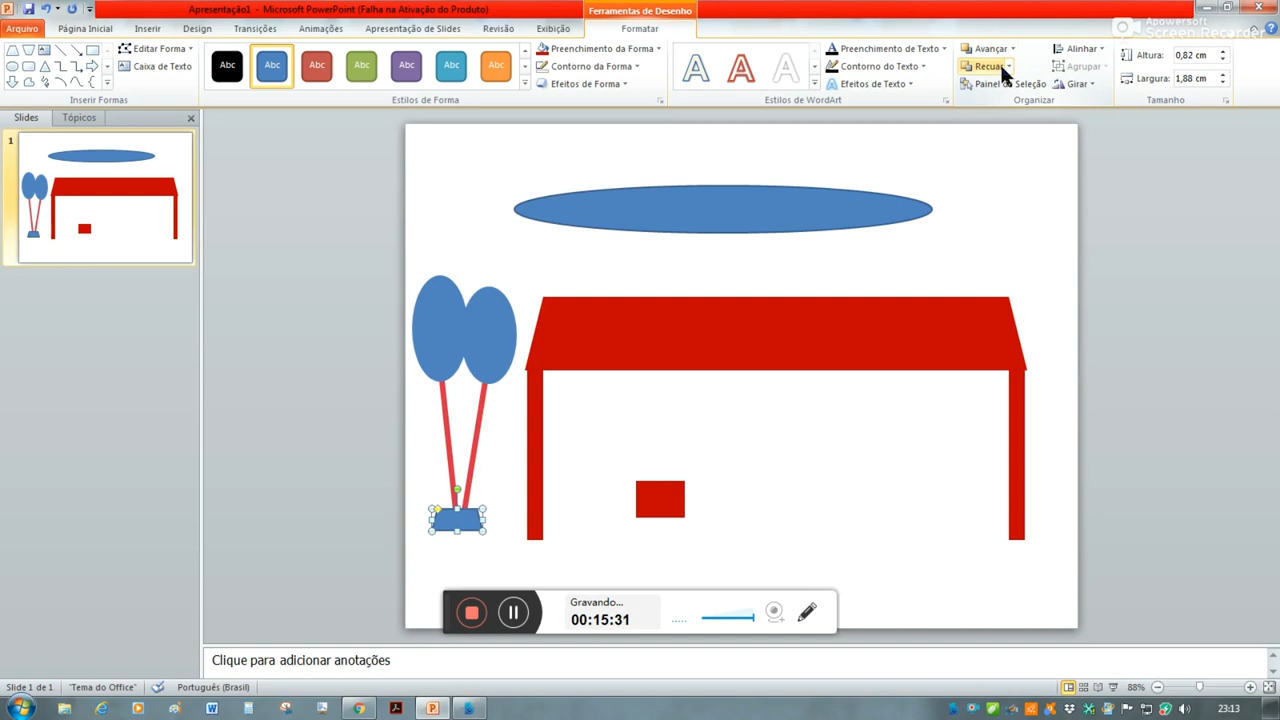 Apresentação1 - Microsoft PowerPoint (Falha na Ativação do Produto)
Ferramentas de Desenho
Arquivo Página Inicial Inserir Design Transições Animações Apresentação de Slides Revisão Exibição Formatar
Apowersoft
Screen Recorder
Editar Forma
Caixa de Texto
Inserir Formas
Abc Abc Abc Abc Abc Abc Abc
Preenchimento da Forma
Contorno da Forma
Efeitos de Forma
Estilos de Forma
A A A
Preenchimento de Texto
Contorno do Texto
Efeitos de Texto
Estilos de WordArt
Avançar
Recuar
Painel de Seleção
Alinhar
Agrupar
Girar
Organizar
Altura: 0,82 cm
Largura: 1,88 cm
Tamanho
Slides Tópicos
1
Gravando...
00:15:31
Clique para adicionar anotações
Slide 1 de 1 "Tema do Office" Português (Brasil) 88%
23:13